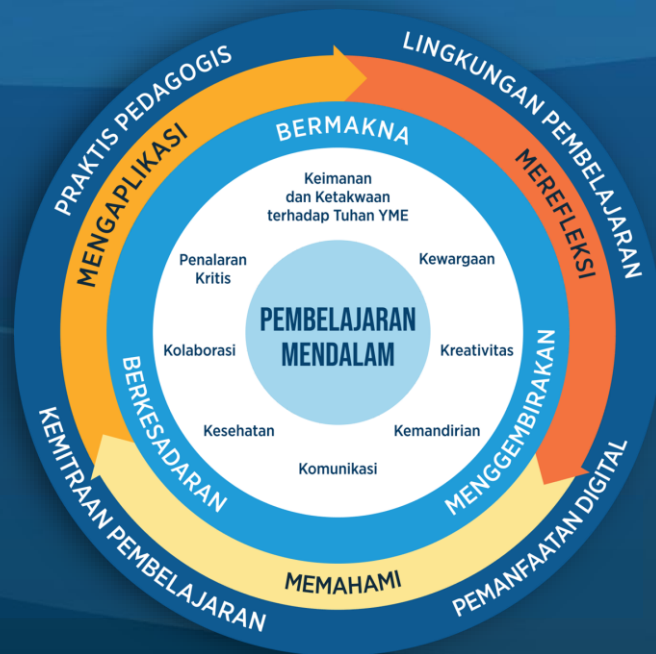 PRAKTIS PEDAGOGIS
LINGKUNGAN PEMBELAJARAN
MENGAPLIKASI
MEREFLEKSI
BERMAKNA
Keimanan
dan Ketakwaan
terhadap Tuhan YME
Penalaran
Kritis
Kewargaan
PEMBELAJARAN
MENDALAM
Kolaborasi
Kreativitas
Kesehatan
Kemandirian
Komunikasi
BERKESADARAN
MENGGEMBIRAKAN
MEMAHAMI
KEMITRAAN PEMBELAJARAN
PEMANFAATAN DIGITAL